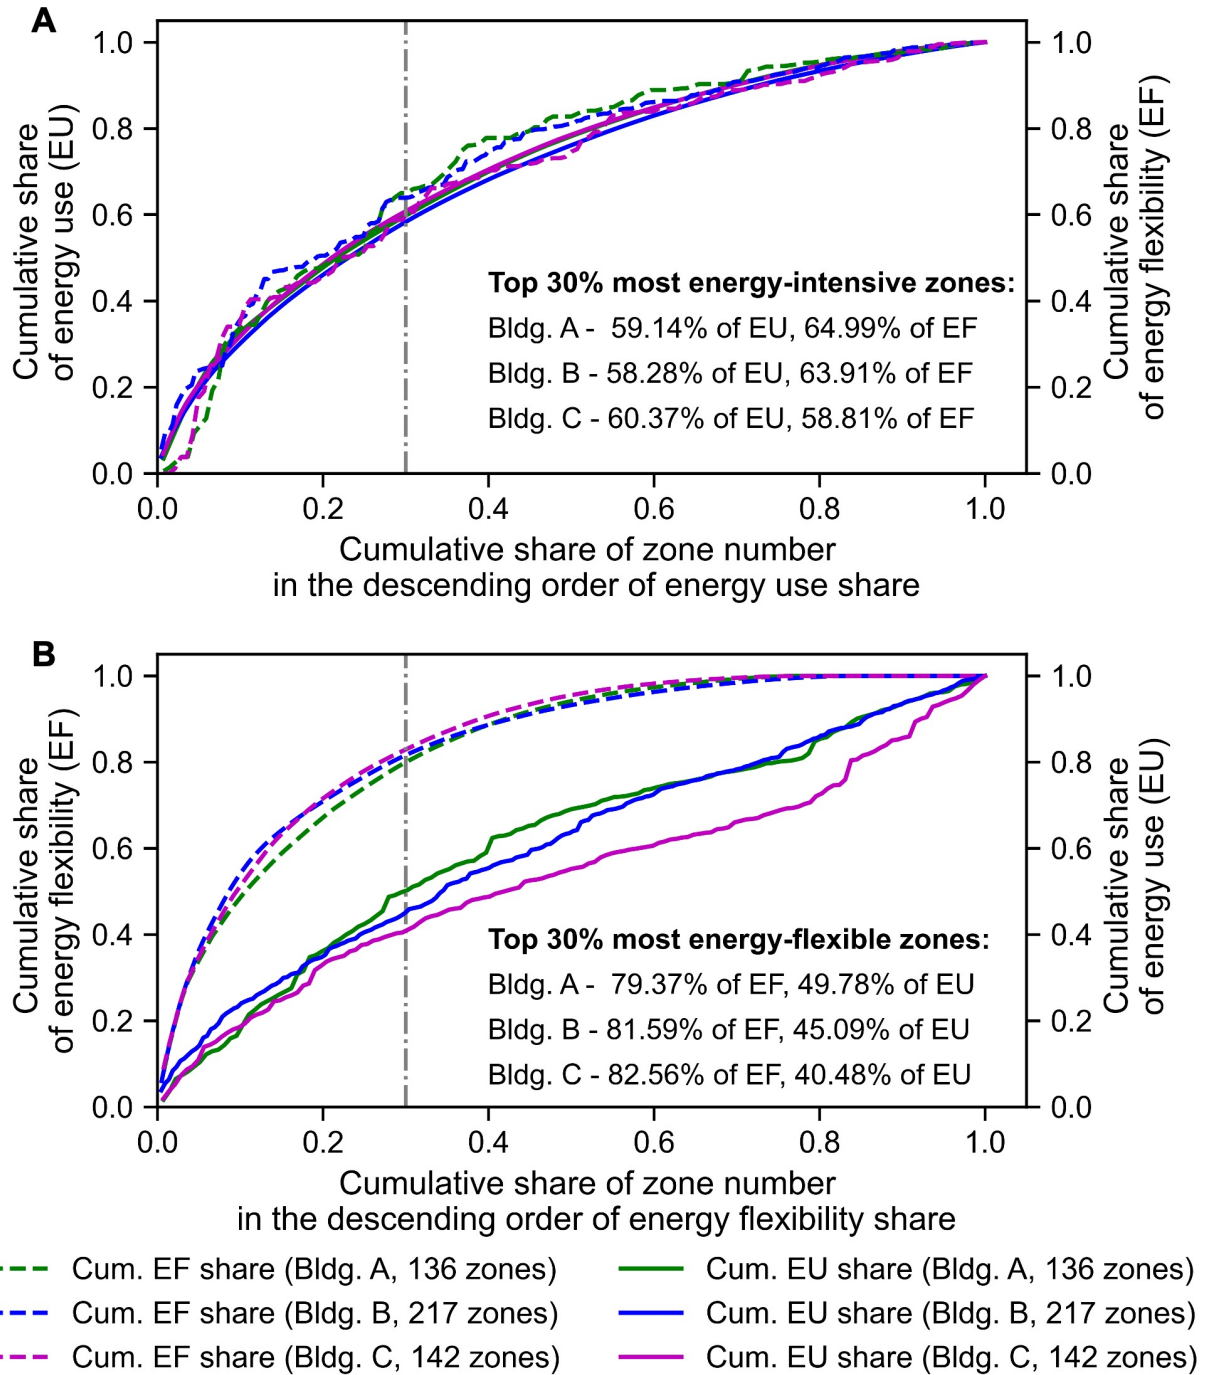 A
Cumulative share
of energy use (EU)
1.0
0.8
0.6
0.4
0.2
0.0
1.0
0.8
0.6
0.4
0.2
0.0
Cumulative share
of energy flexibility (EF)
Top 30% most energy-intensive zones:
Bldg. A - 59.14% of EU, 64.99% of EF
Bldg. B - 58.28% of EU, 63.91% of EF
Bldg. C - 60.37% of EU, 58.81% of EF
0.0 0.2 0.4 0.6 0.8 1.0
Cumulative share of zone number
in the descending order of energy use share
B
Cumulative share
of energy flexibility (EF)
1.0
0.8
0.6
0.4
0.2
0.0
1.0
0.8
0.6
0.4
0.2
0.0
Cumulative share
of energy use (EU)
Top 30% most energy-flexible zones:
Bldg. A - 79.37% of EF, 49.78% of EU
Bldg. B - 81.59% of EF, 45.09% of EU
Bldg. C - 82.56% of EF, 40.48% of EU
0.0 0.2 0.4 0.6 0.8 1.0
Cumulative share of zone number
in the descending order of energy flexibility share
Cum. EF share (Bldg. A, 136 zones)
Cum. EF share (Bldg. B, 217 zones)
Cum. EF share (Bldg. C, 142 zones)
Cum. EU share (Bldg. A, 136 zones)
Cum. EU share (Bldg. B, 217 zones)
Cum. EU share (Bldg. C, 142 zones)